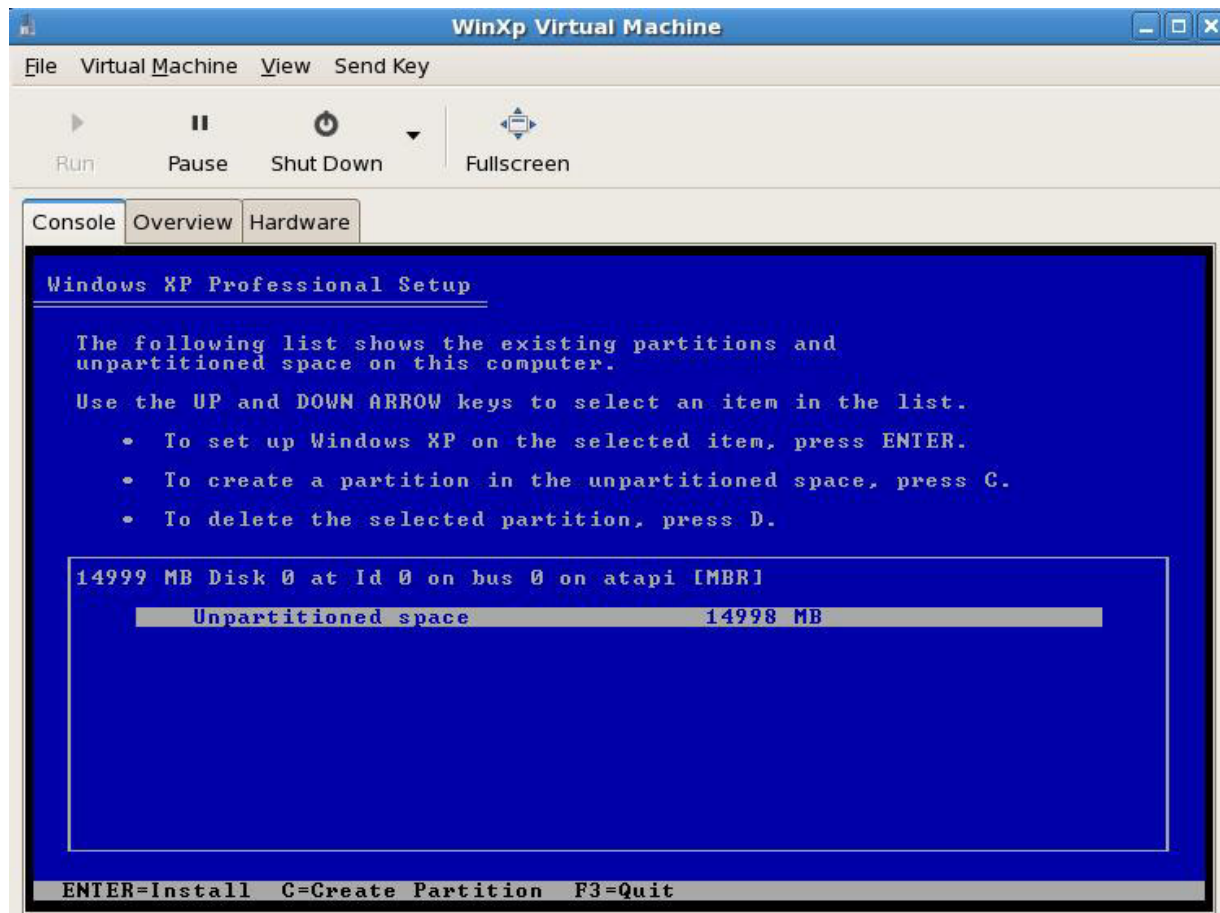 WinXp Virtual Machine
File Virtual Machine View Send Key
Run Pause Shut Down Fullscreen
Console Overview Hardware
Windows XP Professional Setup
The following list shows the existing partitions and
unpartitioned space on this computer.
Use the UP and DOWN ARROW keys to select an item in the list.
• To set up Windows XP on the selected item, press ENTER.
• To create a partition in the unpartitioned space, press C.
• To delete the selected partition, press D.
14999 MB Disk 0 at Id 0 on bus 0 on atapi [MBR]
Unpartitioned space 14998 MB
ENTER=Install C=Create Partition F3=Quit